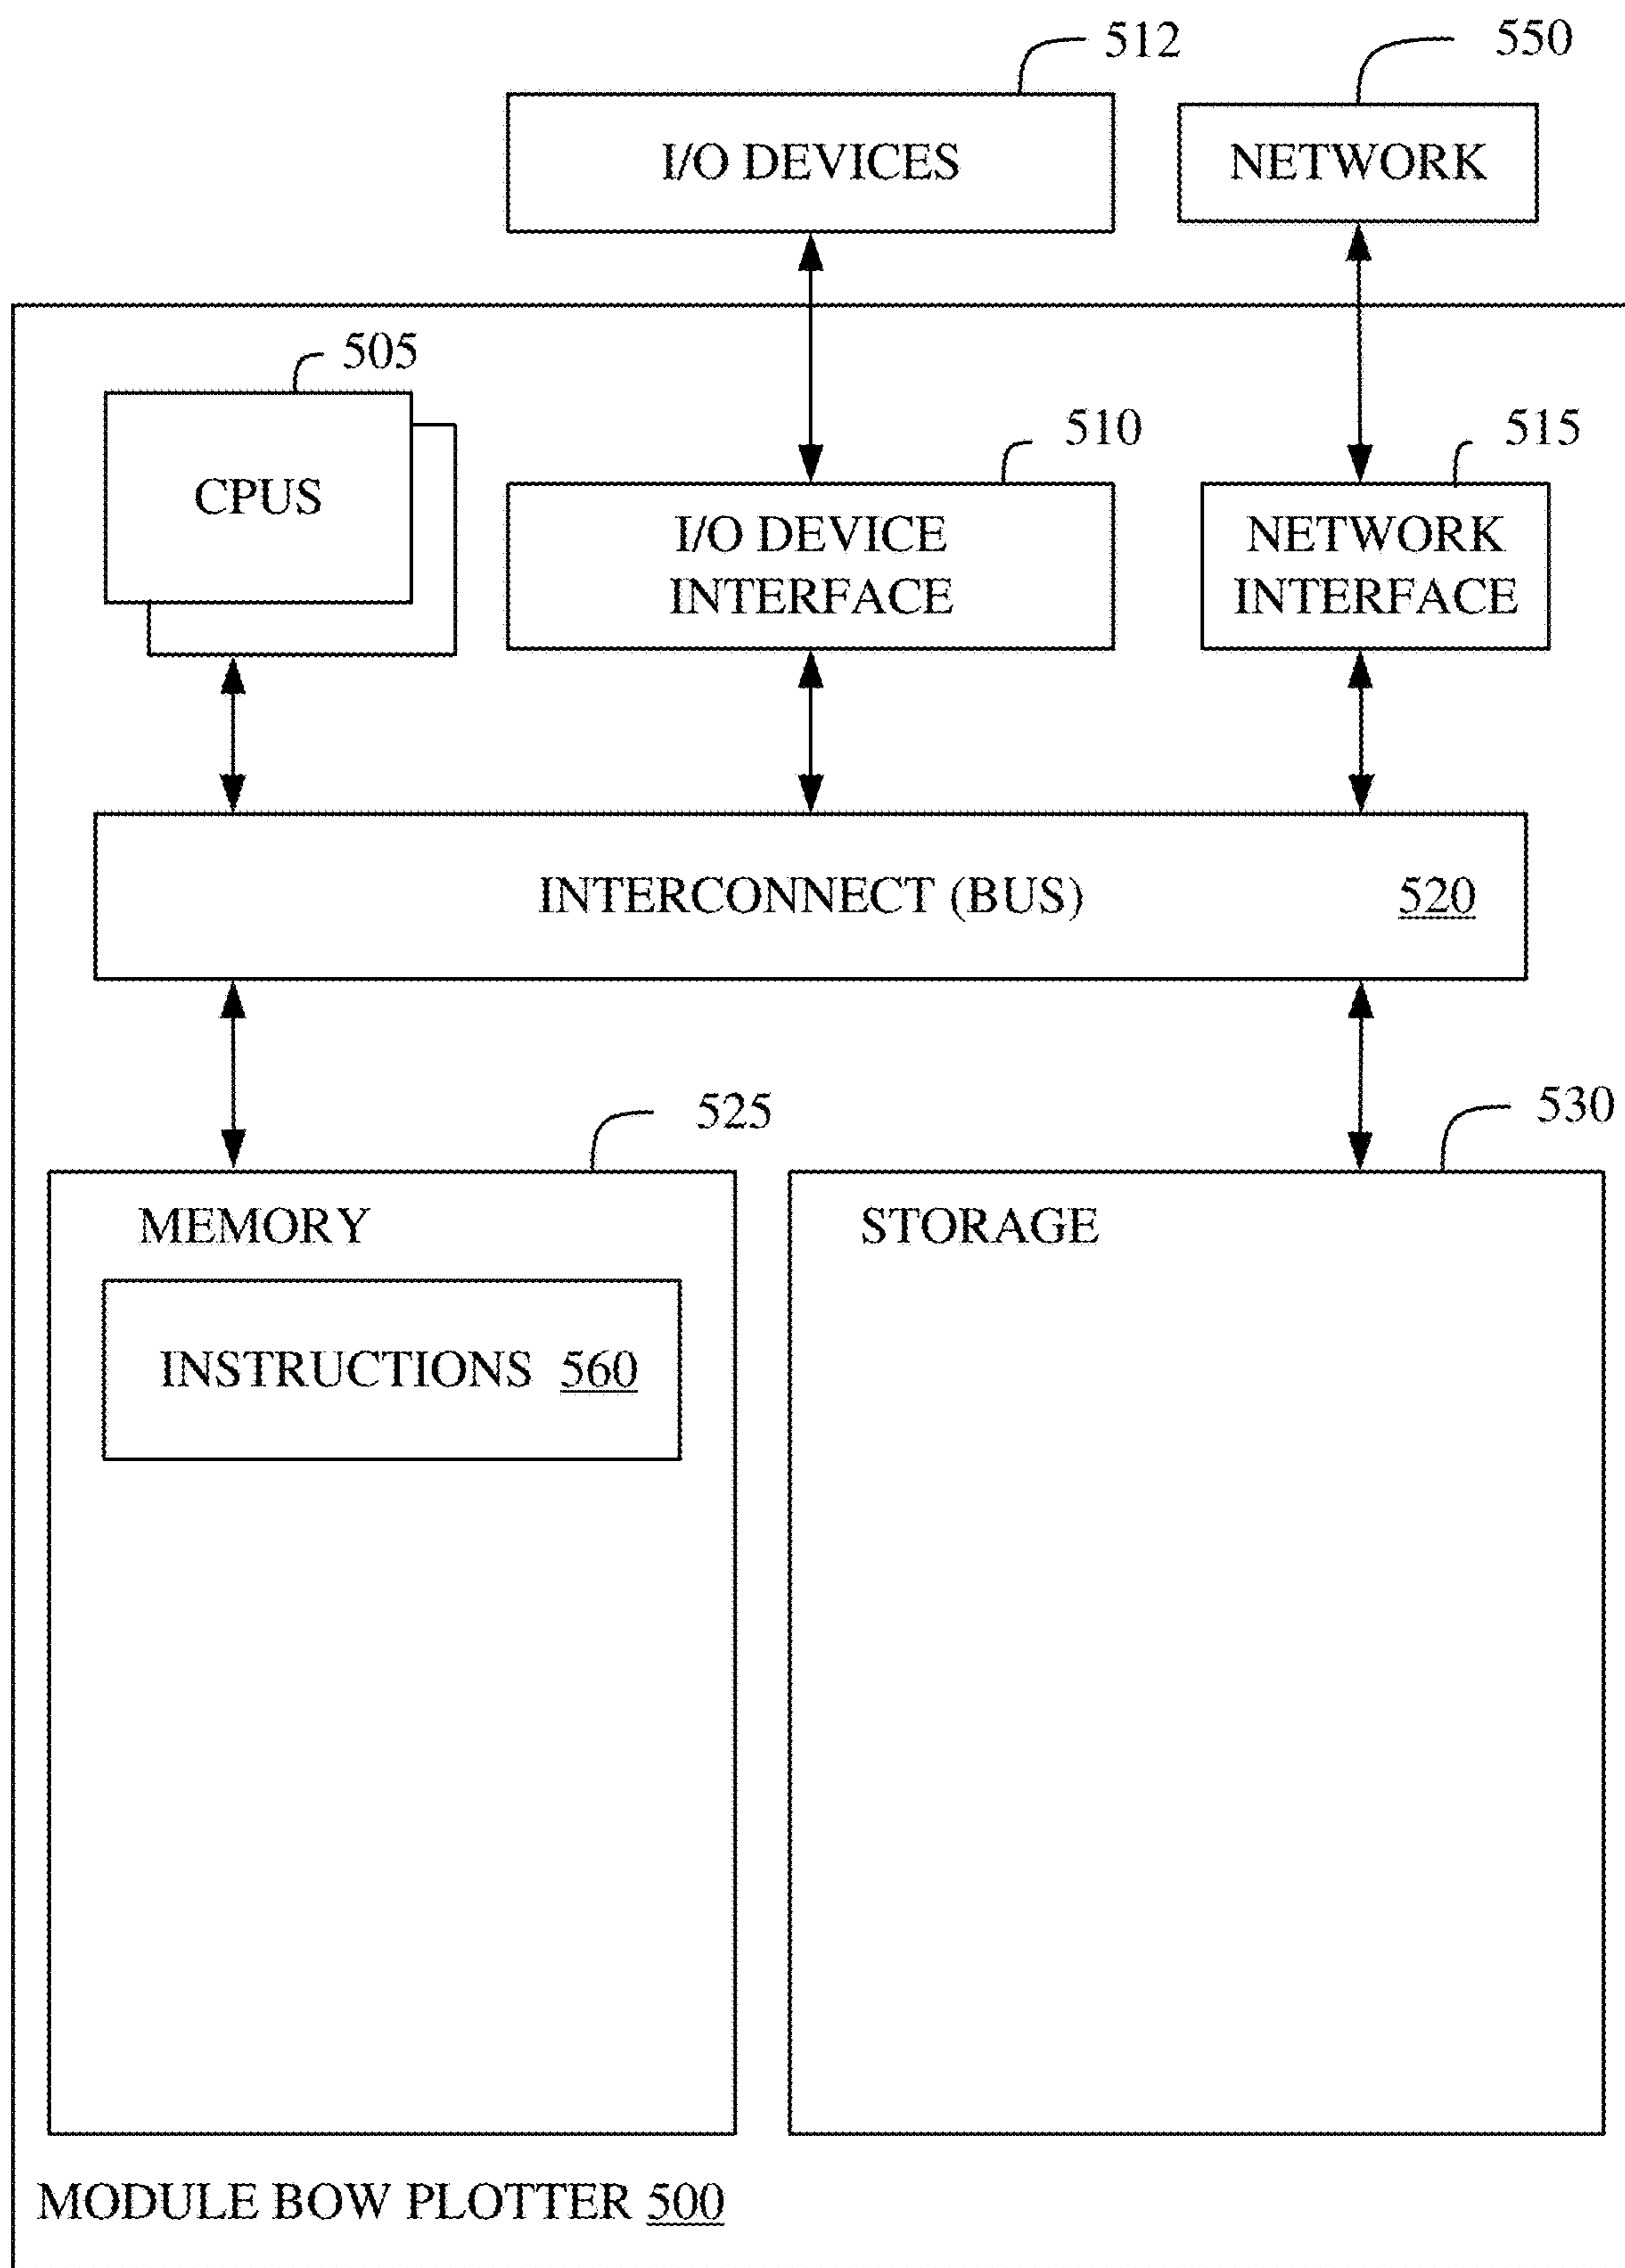 512
550
I/O DEVICES
NETWORK
505
510
515
CPUS
I/O DEVICE
INTERFACE
NETWORK
INTERFACE
INTERCONNECT (BUS) 520
525
530
MEMORY
STORAGE
INSTRUCTIONS 560
MODULE BOW PLOTTER 500